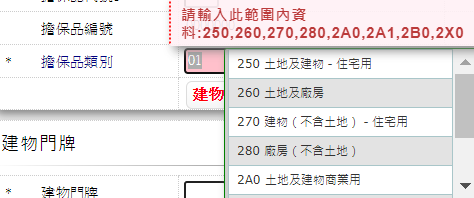 請輸入此範圍內資
料:250,260,270,280,2A0,2A1,2B0,2X0
擔保品編號
* 擔保品類別 01
250 土地及建物 - 住宅用
260 土地及廠房
270 建物（不含土地） - 住宅用
280 廠房（不含土地）
2A0 土地及建物商業用
建物
建物門牌
* 建物門牌